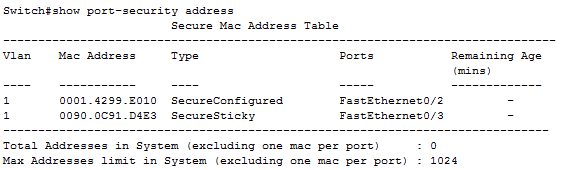 Switch#show port-security address
Secure Mac Address Table
-------------------------------------------------------------------------------
Vlan    Mac Address    Type    Ports    Remaining Age
(mins)
----    -----------    ----    -----    -------------
1    0001.4299.E010    SecureConfigured    FastEthernet0/2    -
1    0090.0C91.D4E3    SecureSticky    FastEthernet0/3    -
------------------------------------------------------------------------------
Total Addresses in System (excluding one mac per port)     : 0
Max Addresses limit in System (excluding one mac per port) : 1024